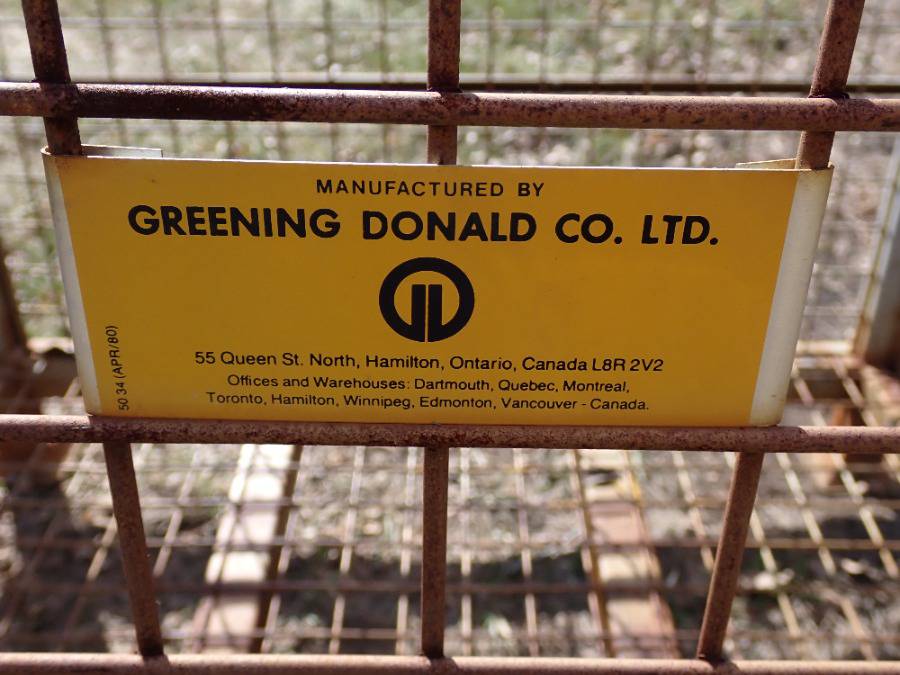 MANUFACTURED BY
GREENING DONALD CO. LTD.
55 Queen St. North, Hamilton, Ontario, Canada L8R 2V2
Offices and Warehouses: Dartmouth, Quebec, Montreal,
Toronto, Hamilton, Winnipeg, Edmonton, Vancouver - Canada.
50 34 (APR/80)